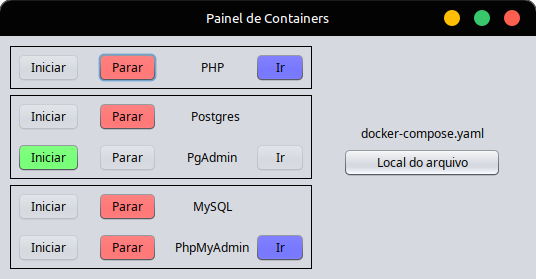 Painel de Containers
Iniciar Parar PHP Ir
Iniciar Parar Postgres
Iniciar Parar PgAdmin Ir
Iniciar Parar MySQL
Iniciar Parar PhpMyAdmin Ir
docker-compose.yaml
Local do arquivo